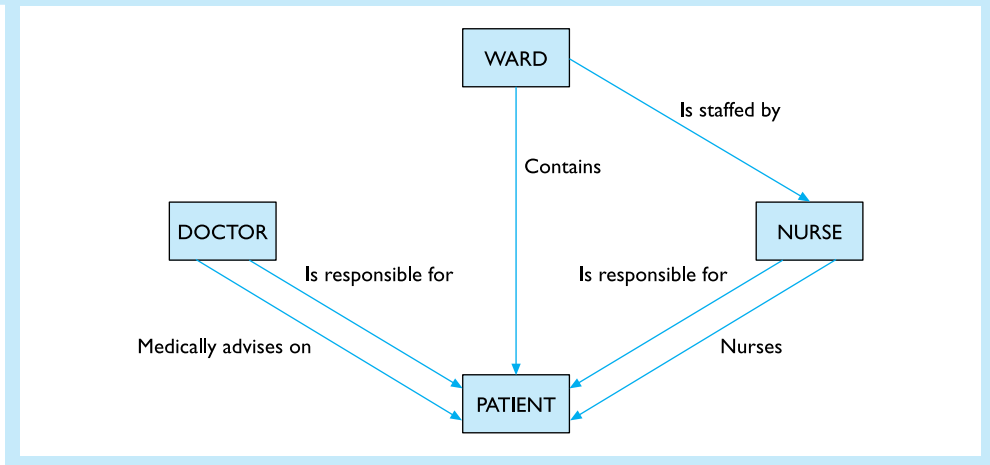 WARD
Is staffed by
Contains
DOCTOR
NURSE
Is responsible for
Is responsible for
Medically advises on
Nurses
PATIENT